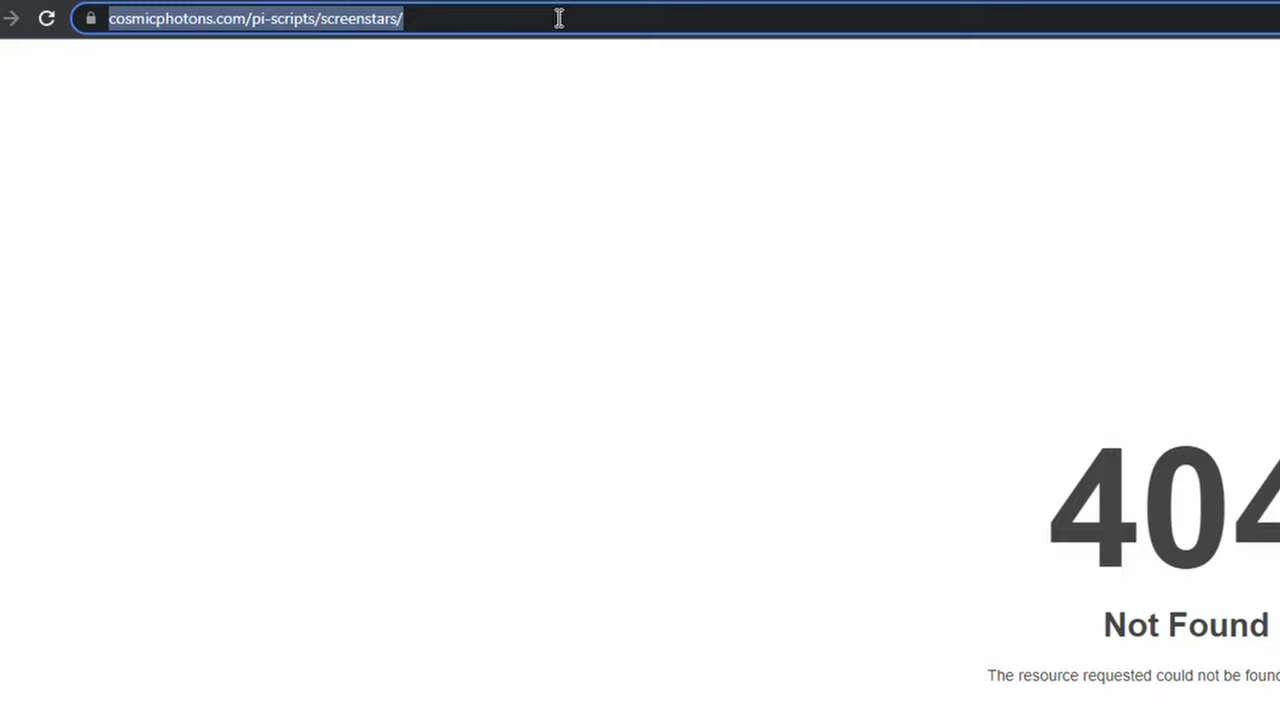 cosmicphotons.com/pi-scripts/screenstars/
404
Not Found
The resource requested could not be found